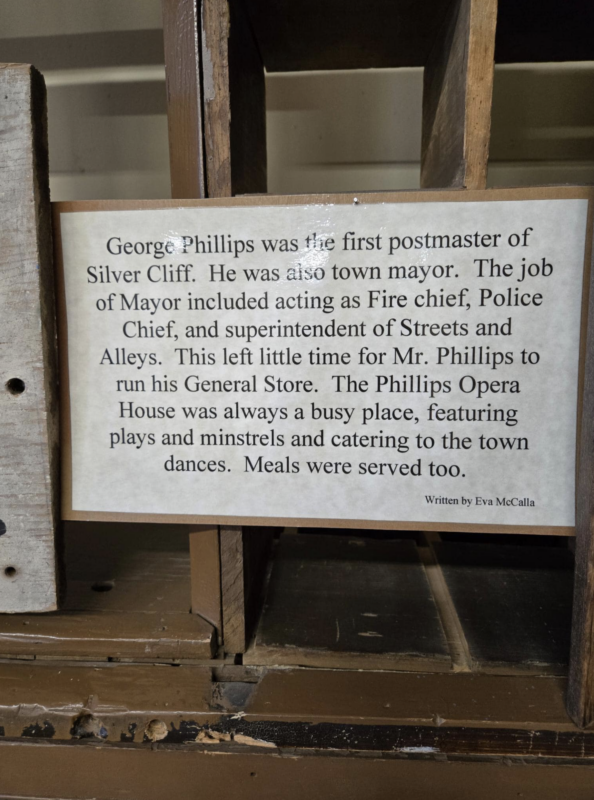 George Phillips was the first postmaster of
Silver Cliff. He was also town mayor. The job
of Mayor included acting as Fire chief, Police
Chief, and superintendent of Streets and
Alleys. This left little time for Mr. Phillips to
run his General Store. The Phillips Opera
House was always a busy place, featuring
plays and minstrels and catering to the town
dances. Meals were served too.
Written by Eva McCalla